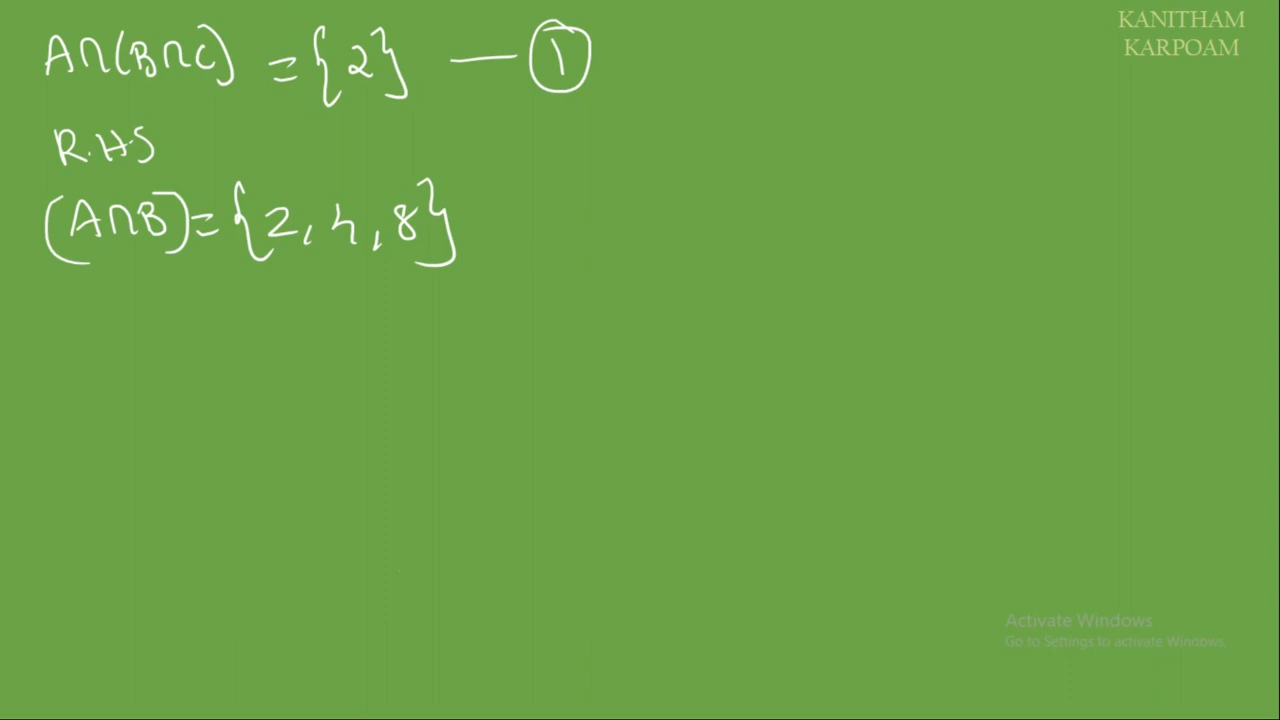 KANITHAM
KARPOAM
A∩(B∩C) = {2} — ①
R.H.S
(A∩B) = {2, 4, 8}
Activate Windows
Go to Settings to activate Windows.